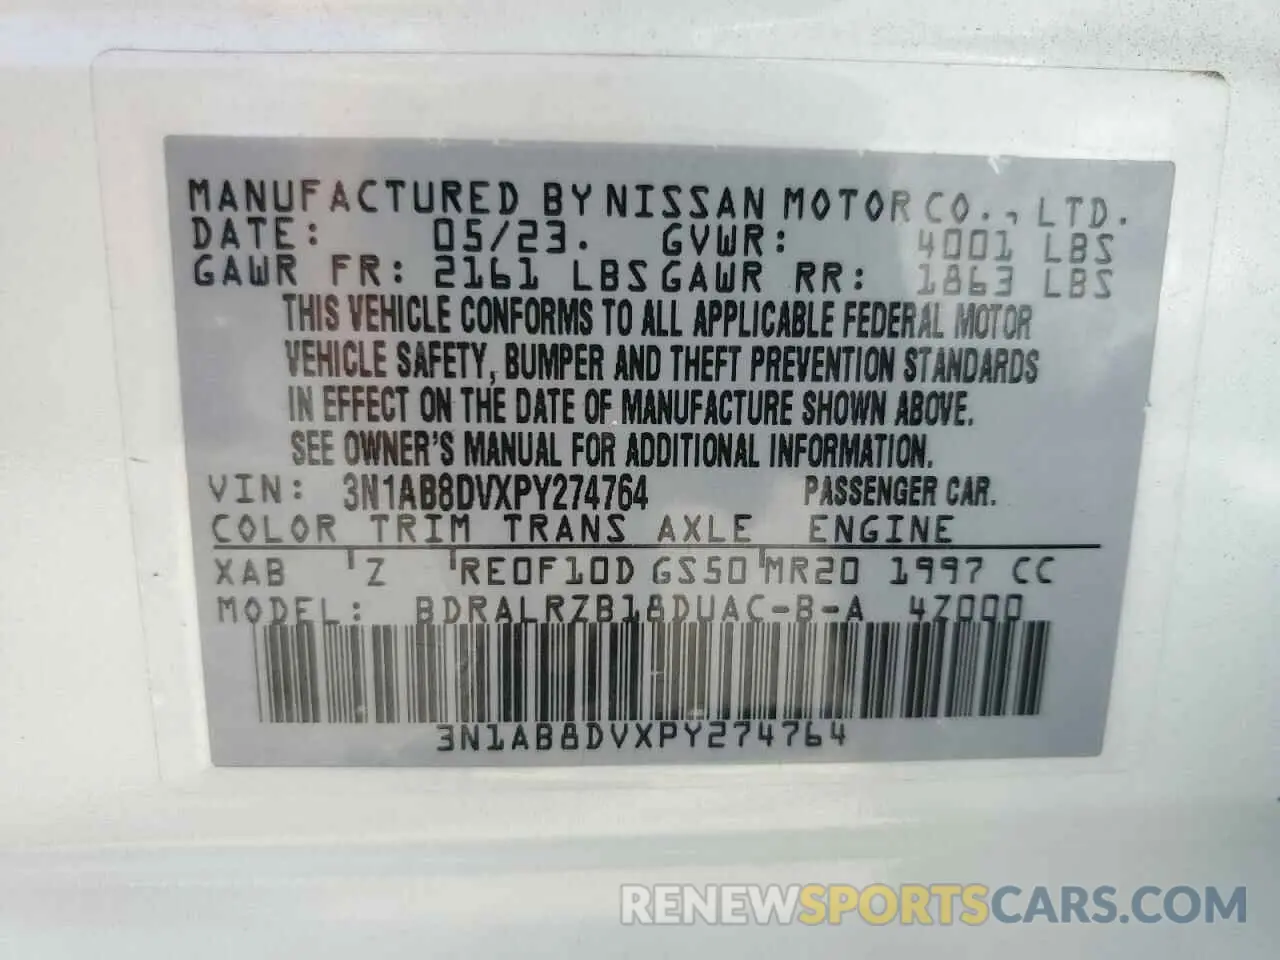 MANUFACTURED BY NISSAN MOTOR CO., LTD.
DATE: 05/23. GVWR: 4001 LBS
GAWR FR: 2161 LBS GAWR RR: 1863 LBS
THIS VEHICLE CONFORMS TO ALL APPLICABLE FEDERAL MOTOR
VEHICLE SAFETY, BUMPER AND THEFT PREVENTION STANDARDS
IN EFFECT ON THE DATE OF MANUFACTURE SHOWN ABOVE.
SEE OWNER'S MANUAL FOR ADDITIONAL INFORMATION.
VIN: 3N1AB8DVXPY274764 PASSENGER CAR.
COLOR TRIM TRANS AXLE ENGINE
XAB Z RE0F10D GS50 MR20 1997 CC
MODEL: BDRALRZB18DUAC-B-A 4Z000
3N1AB8DVXPY274764
RENEWSPORTSCARS.COM